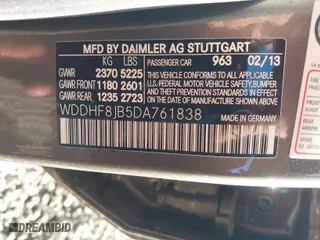 MFD BY DAIMLER AG STUTTGART
KG LBS PASSENGER CAR 963 02/13
GVWR 2370 5225
GAWR FRONT 1180 2601
GAWR REAR 1235 2723
THIS VEHICLE CONFORMS TO ALL APPLICABLE U.S. FEDERAL MOTOR VEHICLE SAFETY, BUMPER AND THEFT PREVENTION STANDARDS IN EFFECT ON THE DATE OF MANUFACTURE SHOWN ABOVE.
WDDHF8JB5DA761838
MADE IN GERMANY
DREAMBID